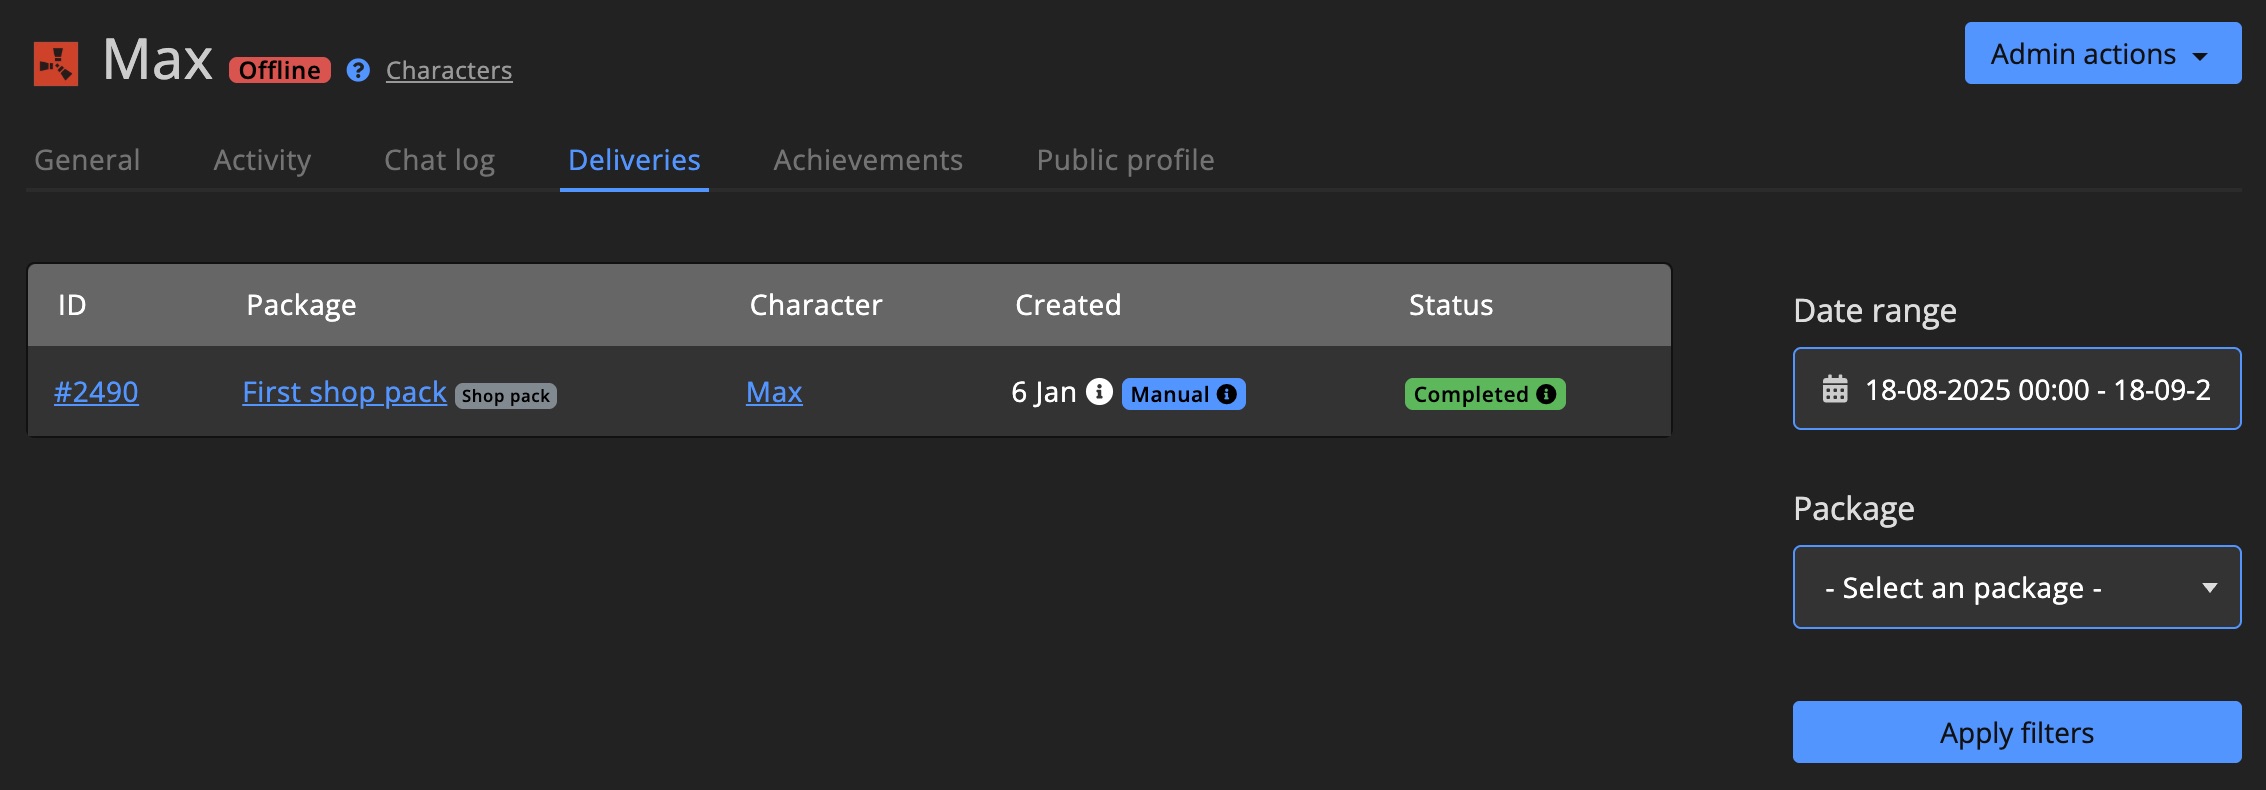 Max Offline Characters
Admin actions
General Activity Chat log Deliveries Achievements Public profile
ID Package Character Created Status
#2490 First shop pack Shop pack Max 6 Jan Manual Completed
Date range
18-08-2025 00:00 - 18-09-2
Package
- Select an package -
Apply filters